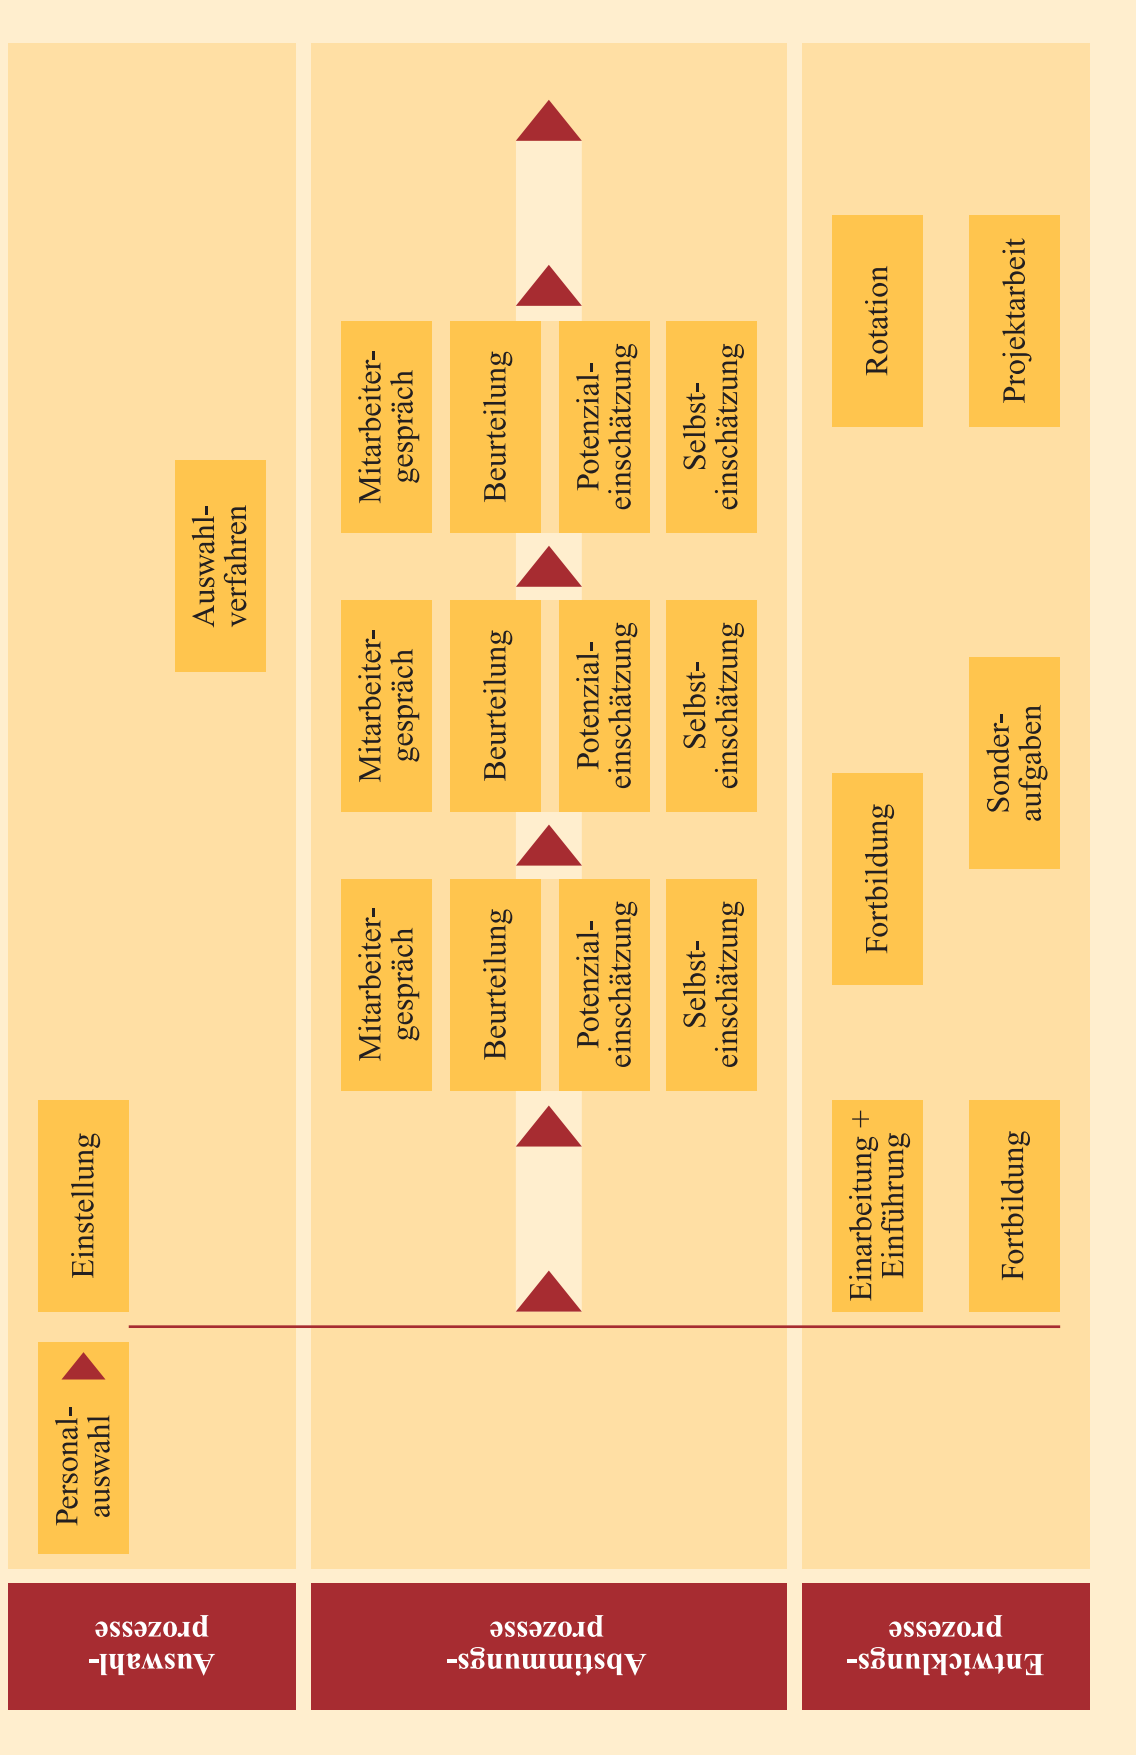 Auswahl-
prozesse
Personal-
auswahl
Einstellung
Auswahl-
verfahren
Abstimmungs-
prozesse
Mitarbeiter-
gespräch
Beurteilung
Potenzial-
einschätzung
Selbst-
einschätzung
Mitarbeiter-
gespräch
Beurteilung
Potenzial-
einschätzung
Selbst-
einschätzung
Mitarbeiter-
gespräch
Beurteilung
Potenzial-
einschätzung
Selbst-
einschätzung
Entwicklungs-
prozesse
Einarbeitung +
Einführung
Fortbildung
Fortbildung
Sonder-
aufgaben
Rotation
Projektarbeit